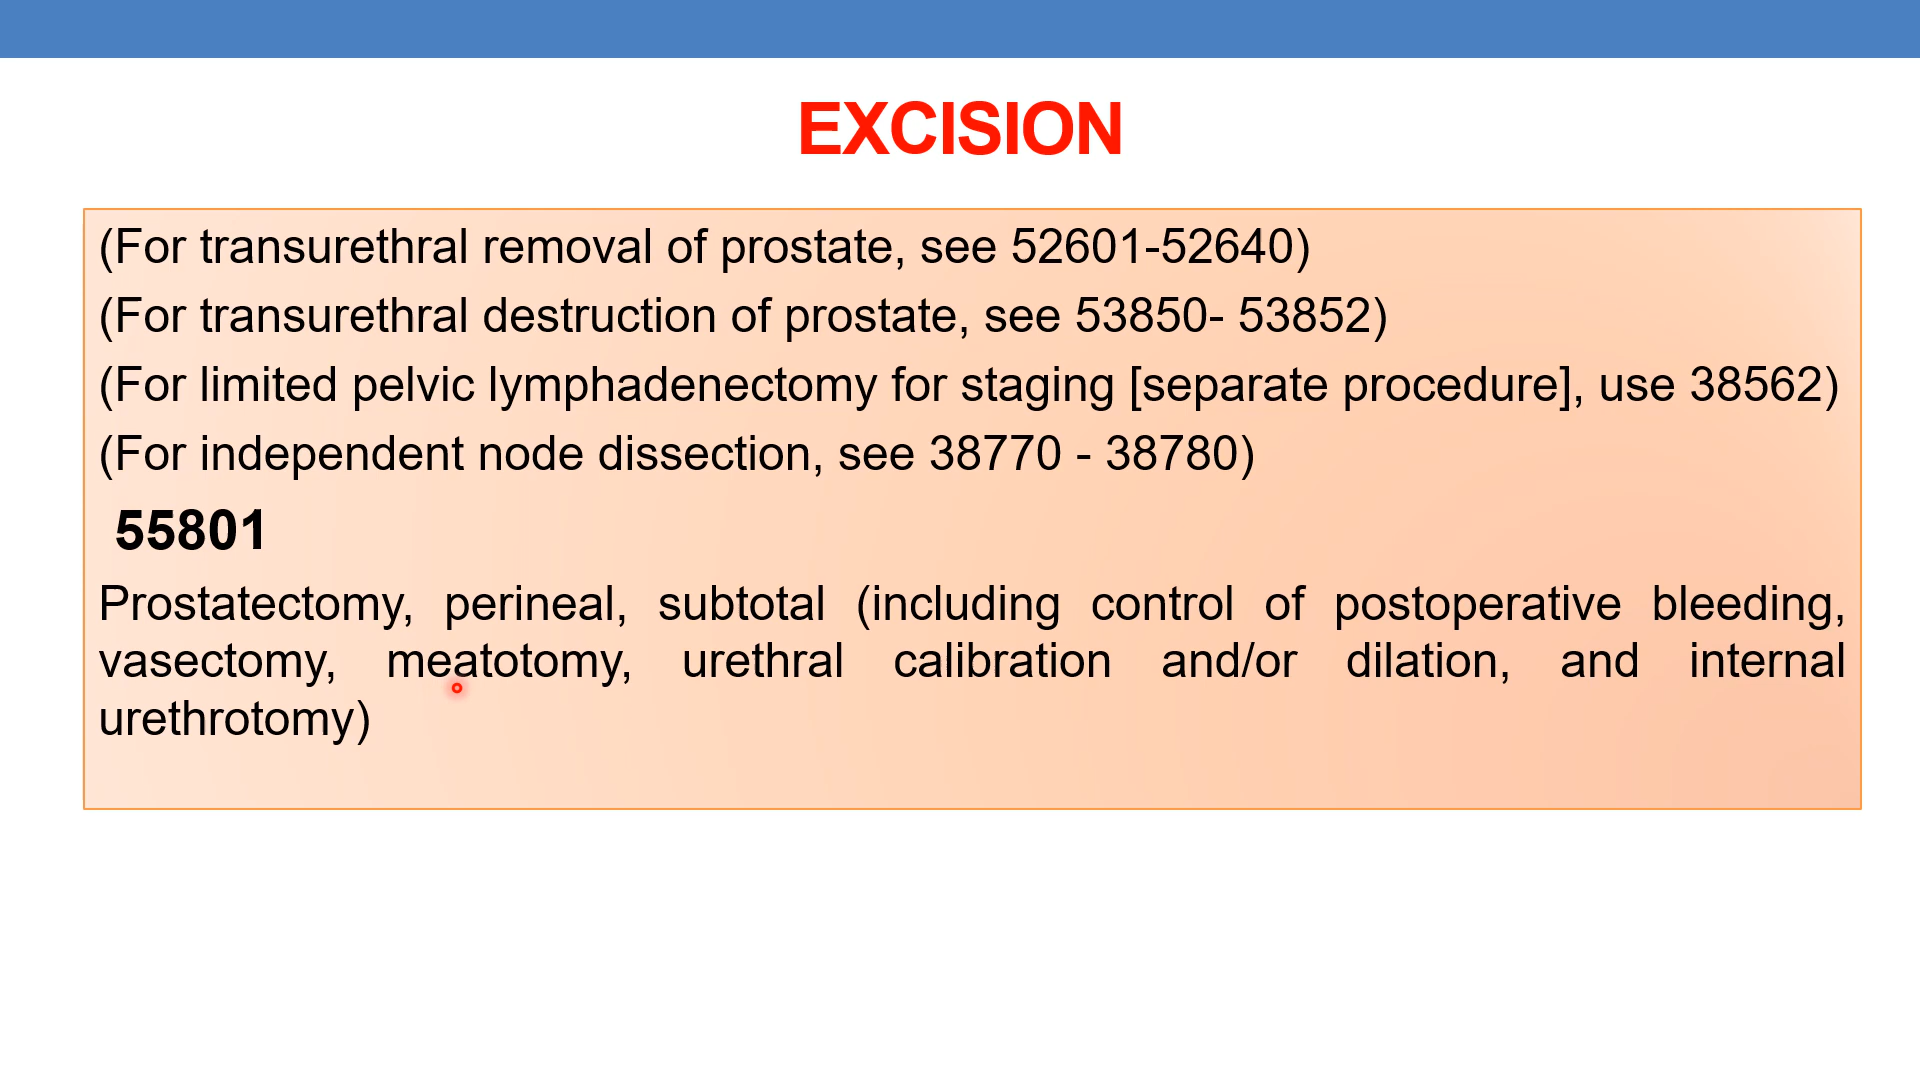 EXCISION
(For transurethral removal of prostate, see 52601-52640)
(For transurethral destruction of prostate, see 53850- 53852)
(For limited pelvic lymphadenectomy for staging [separate procedure], use 38562)
(For independent node dissection, see 38770 - 38780)
55801
Prostatectomy, perineal, subtotal (including control of postoperative bleeding,
vasectomy, meatotomy, urethral calibration and/or dilation, and internal
urethrotomy)